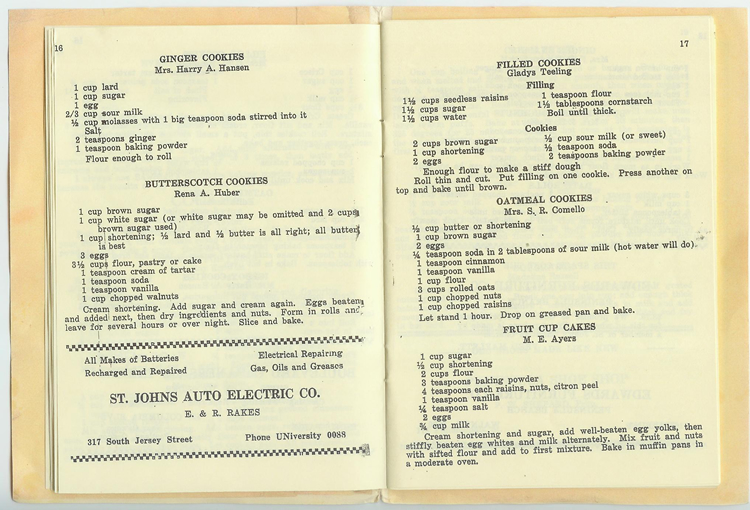 16
GINGER COOKIES
Mrs. Harry A. Hansen
1 cup lard
1 cup sugar
1 egg
2/3 cup sour milk
½ cup molasses with 1 big teaspoon soda stirred into it
Salt
2 teaspoons ginger
1 teaspoon baking powder
Flour enough to roll
BUTTERSCOTCH COOKIES
Rena A. Huber
1 cup brown sugar
1 cup white sugar (or white sugar may be omitted and 2 cups
brown sugar used)
1 cup shortening; ½ lard and ½ butter is all right; all butter
is best
3 eggs
3½ cups flour, pastry or cake
1 teaspoon cream of tartar
1 teaspoon soda
1 teaspoon vanilla
1 cup chopped walnuts
Cream shortening. Add sugar and cream again. Eggs beaten
and added next, then dry ingredients and nuts. Form in rolls and
leave for several hours or over night. Slice and bake.
All Makes of Batteries Electrical Repairing
Recharged and Repaired Gas, Oils and Greases
ST. JOHNS AUTO ELECTRIC CO.
E. & R. RAKES
317 South Jersey Street Phone UNiversity 0088
17
FILLED COOKIES
Gladys Teeling
Filling
1½ cups seedless raisins 1 teaspoon flour
1½ cups sugar 1½ tablespoons cornstarch
1½ cups water Boil until thick.
Cookies
2 cups brown sugar ½ cup sour milk (or sweet)
1 cup shortening ½ teaspoon soda
2 eggs 2 teaspoons baking powder
Enough flour to make a stiff dough
Roll thin and cut. Put filling on one cookie. Press another on
top and bake until brown.
OATMEAL COOKIES
Mrs. S. R. Comello
½ cup butter or shortening
1 cup brown sugar
2 eggs
¼ teaspoon soda in 2 tablespoons of sour milk (hot water will do).
1 teaspoon cinnamon
1 teaspoon vanilla
1 cup flour
3 cups rolled oats
1 cup chopped nuts
1 cup chopped raisins
Let stand 1 hour. Drop on greased pan and bake.
FRUIT CUP CAKES
M. E. Ayers
1 cup sugar
½ cup shortening
2 cups flour
3 teaspoons baking powder
4 teaspoons each raisins, nuts, citron peel
1 teaspoon vanilla
¼ teaspoon salt
2 eggs
¾ cup milk
Cream shortening and sugar, add well-beaten egg yolks, then
stiffly beaten egg whites and milk alternately. Mix fruit and nuts
with sifted flour and add to first mixture. Bake in muffin pans in
a moderate oven.